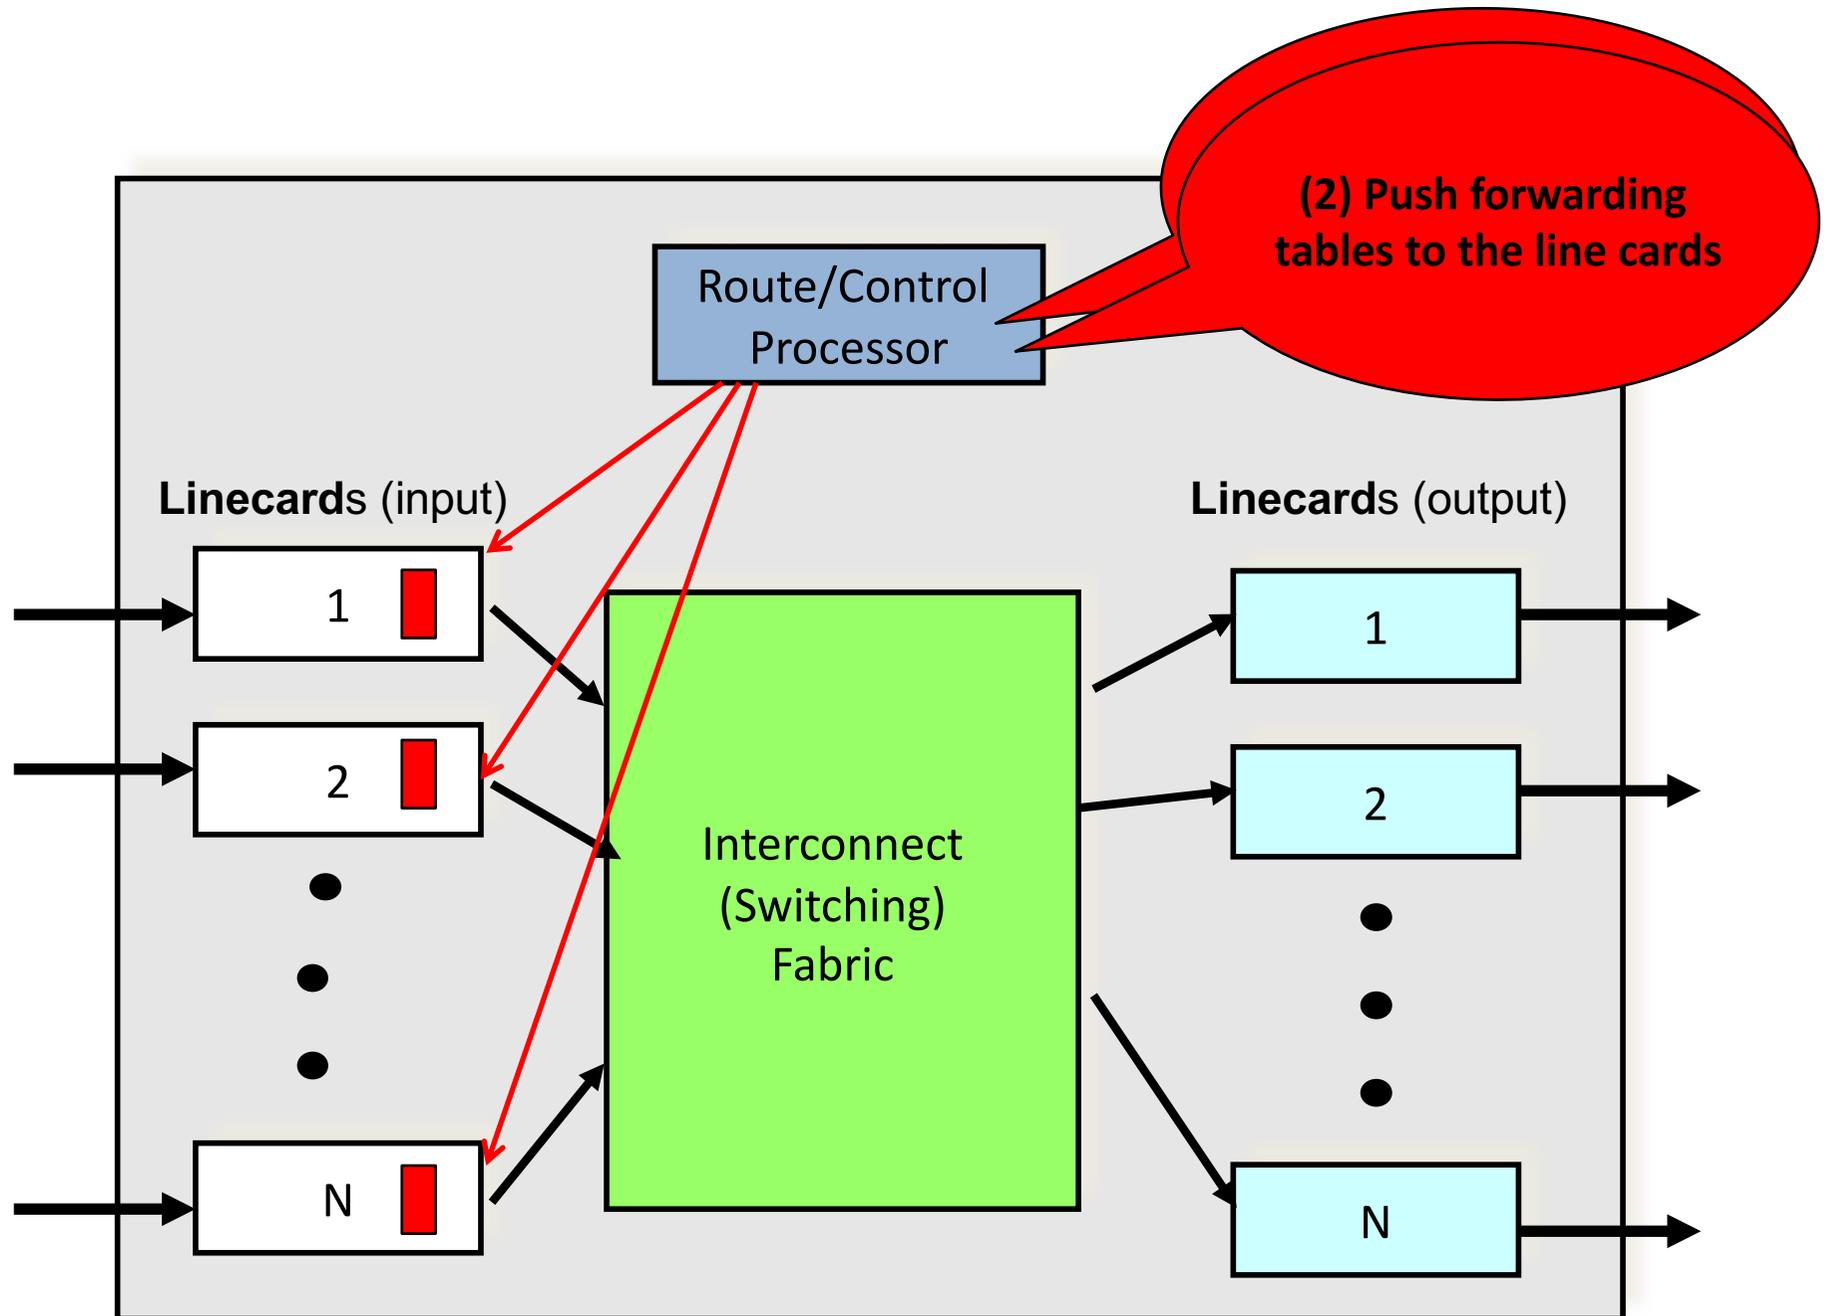 (2) Push forwarding
tables to the line cards
Route/Control
Processor
Linecards (input)
Linecards (output)
1
1
2
2
Interconnect
(Switching)
Fabric
N
N